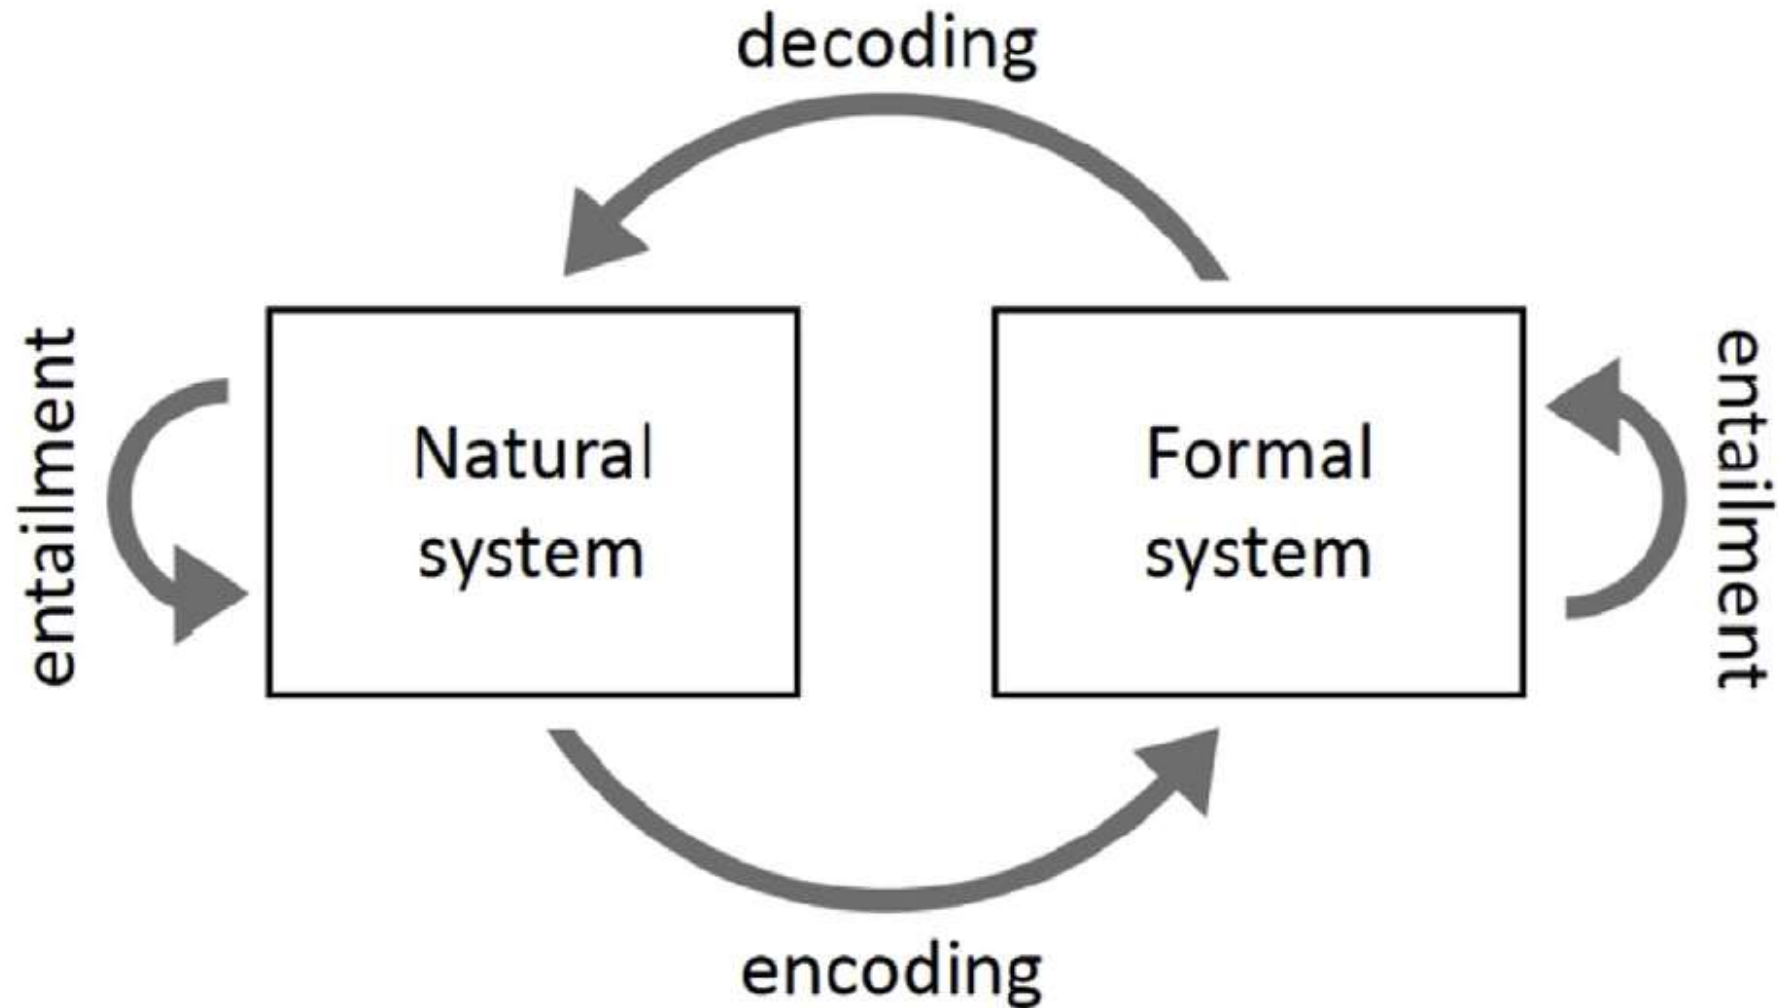 decoding
entailment
Natural
system
Formal
system
entailment
encoding